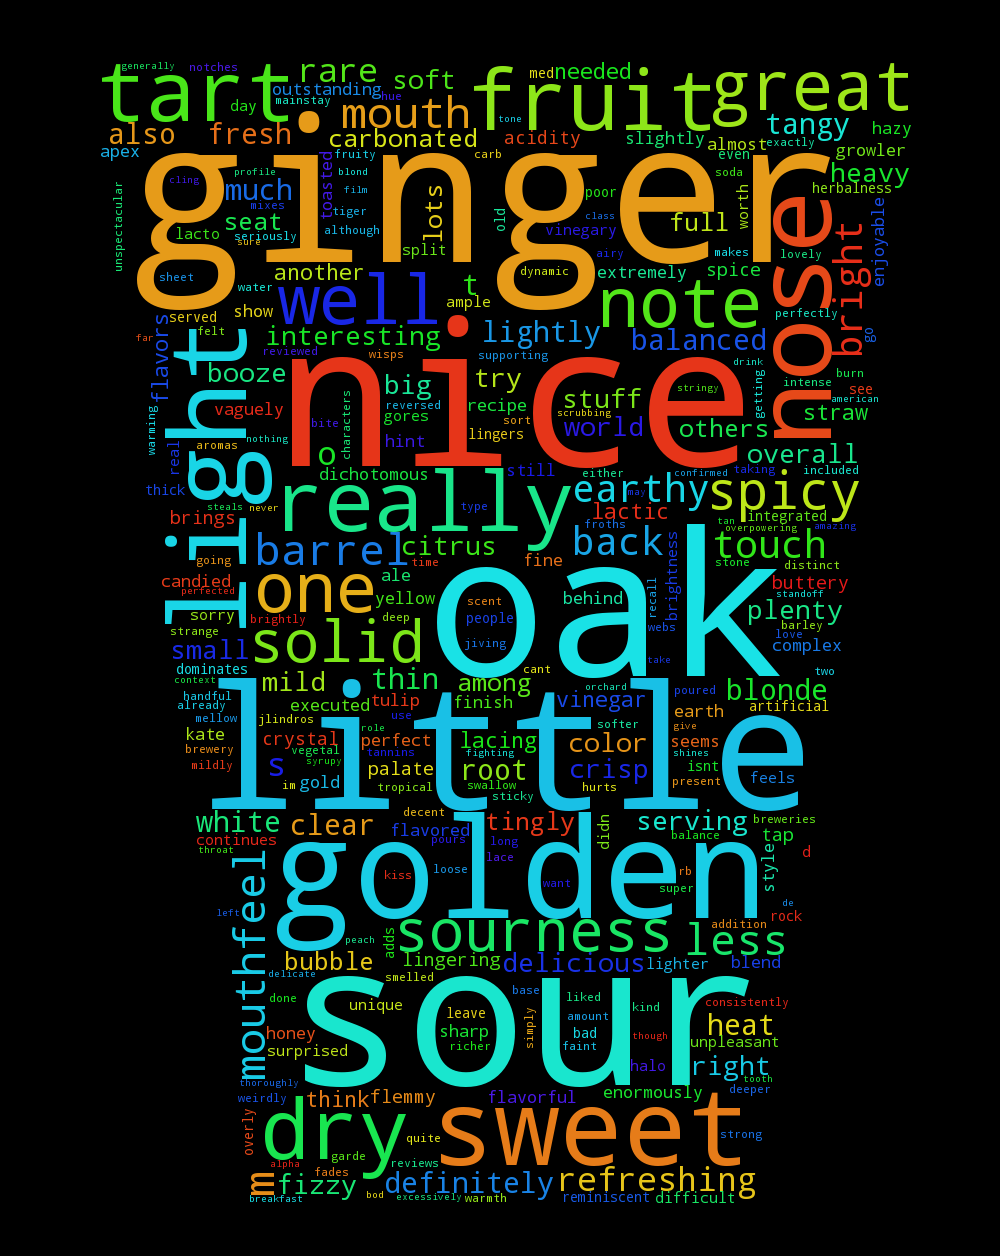 generally notches
tart rare soft med needed fruit great
outstanding
mainstay hue
day mouth tone tangy
also fresh carbonated acidity slightly almost exactly hazy
apex fruity carb even growler
ginger
cling profile blond soda heavy
much toasted film poor herbalness
mixes tiger class worth
unspectacular seat lots old full nose bright enjoyable
lacto seriously although vinegary makes
sure split airy lovely
another dynamic extremely spice
sheet water t
well note
served show ample perfectly
far felt interesting lightly balanced go
light flavors reviewed wisps supporting
nice
booze big try stuff stringy drink burn
reversed scrubbing getting intense see
vaguely gores recipe sort world american
bite characters lingers others straw
warming real aromas nothing hint
o overall
dichotomous still either confirmed taking included
thick really earthy spicy
steals never type may
brings lactic integrated
froths tan overpowering amazing
barrel citrus back touch
going time fine stone distinct
candied ale buttery
perfected one yellow oak behind recall brightness standoff
scent plenty
sorry brightly deep people webs barley
strange solid jiving love complex
small take
dominates cant two
context mild thin among orchard blonde
handful little
already executed tulip finish vinegar poured artificial
mellow jlindros use softer earth give
kate role
brewery crystal perfect lacing color shines seems
vegetal tannins fighting isnt
mildly s syrupy palate root crisp present feels
im gold tropical swallow hurts
sticky
decent
white clear flavored tingly didn serving breweries
continues pours long balance tap
throat golden d
lace rb
mouthfeel loose style
kiss want super
left de
rock
sourness addition
peach adds less
bubble lingering delicious lighter blend
delicate smelled
sour
done unique base liked kind consistently
leave simply amount heat
honey sharp bad though
surprised richer faint unpleasant
halo right
thoroughly tooth
weirdly think flemmy flavorful enormously deeper
dry sweet
overly quite strong
garde
alpha reviews
m fades
fizzy definitely refreshing
breakfast bod excessively warmth reminiscent difficult